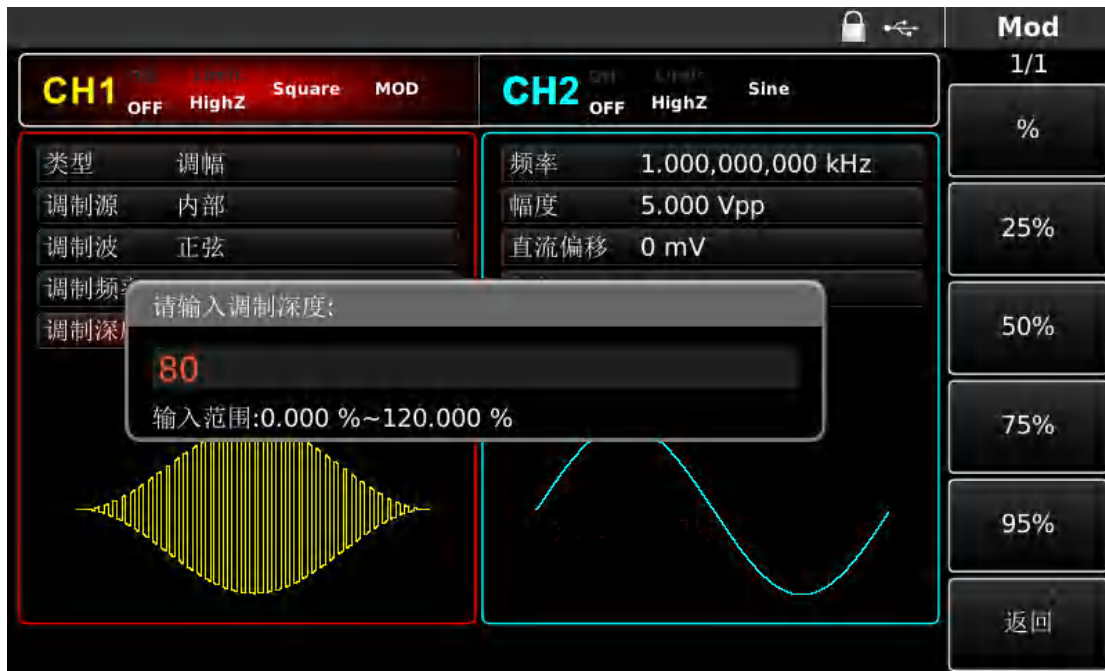 Mod
1/1
CH1 OFF HighZ Square MOD
CH2 OFF HighZ Sine
%
25%
50%
75%
95%
返回
类型 调幅
调制源 内部
调制波 正弦
调制频
调制深
频率 1.000,000,000 kHz
幅度 5.000 Vpp
直流偏移 0 mV
请输入调制深度:
80
输入范围:0.000 %~120.000 %